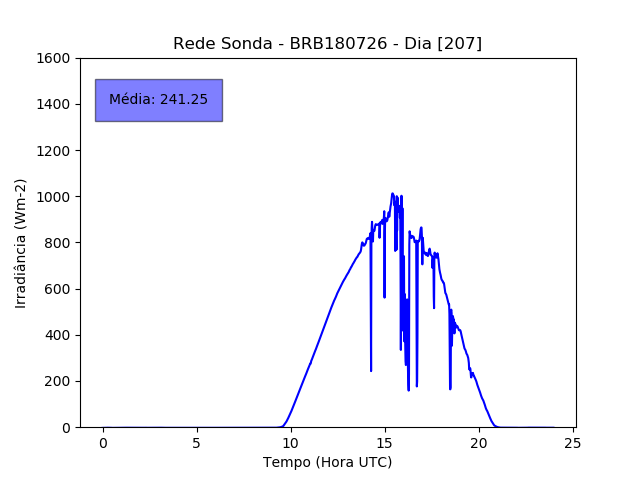 Rede Sonda - BRB180726 - Dia [207]
1600
1400
1200
1000
800
600
400
200
0
Irradiância (Wm-2)
Média: 241.25
0 5 10 15 20 25
Tempo (Hora UTC)